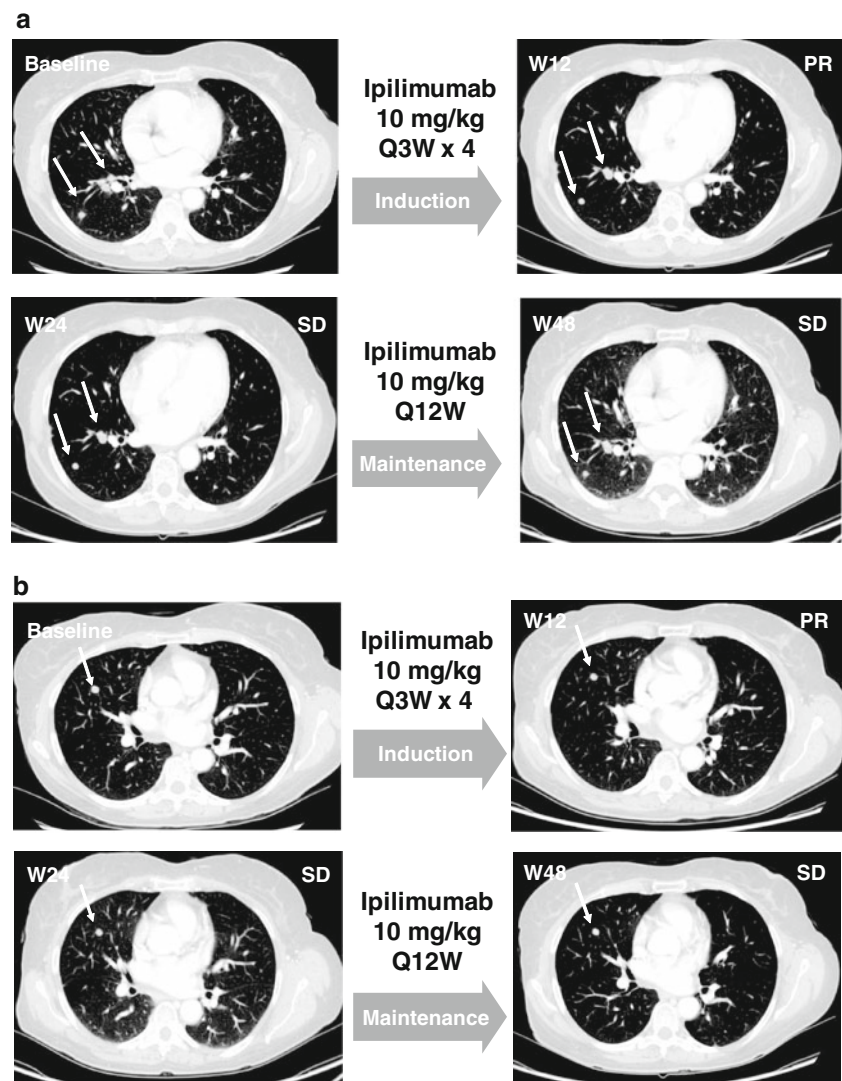 a
Baseline
Ipilimumab
10 mg/kg
Q3W x 4
Induction
W12
PR
W24
SD
Ipilimumab
10 mg/kg
Q12W
Maintenance
W48
SD
b
Baseline
Ipilimumab
10 mg/kg
Q3W x 4
Induction
W12
PR
W24
SD
Ipilimumab
10 mg/kg
Q12W
Maintenance
W48
SD